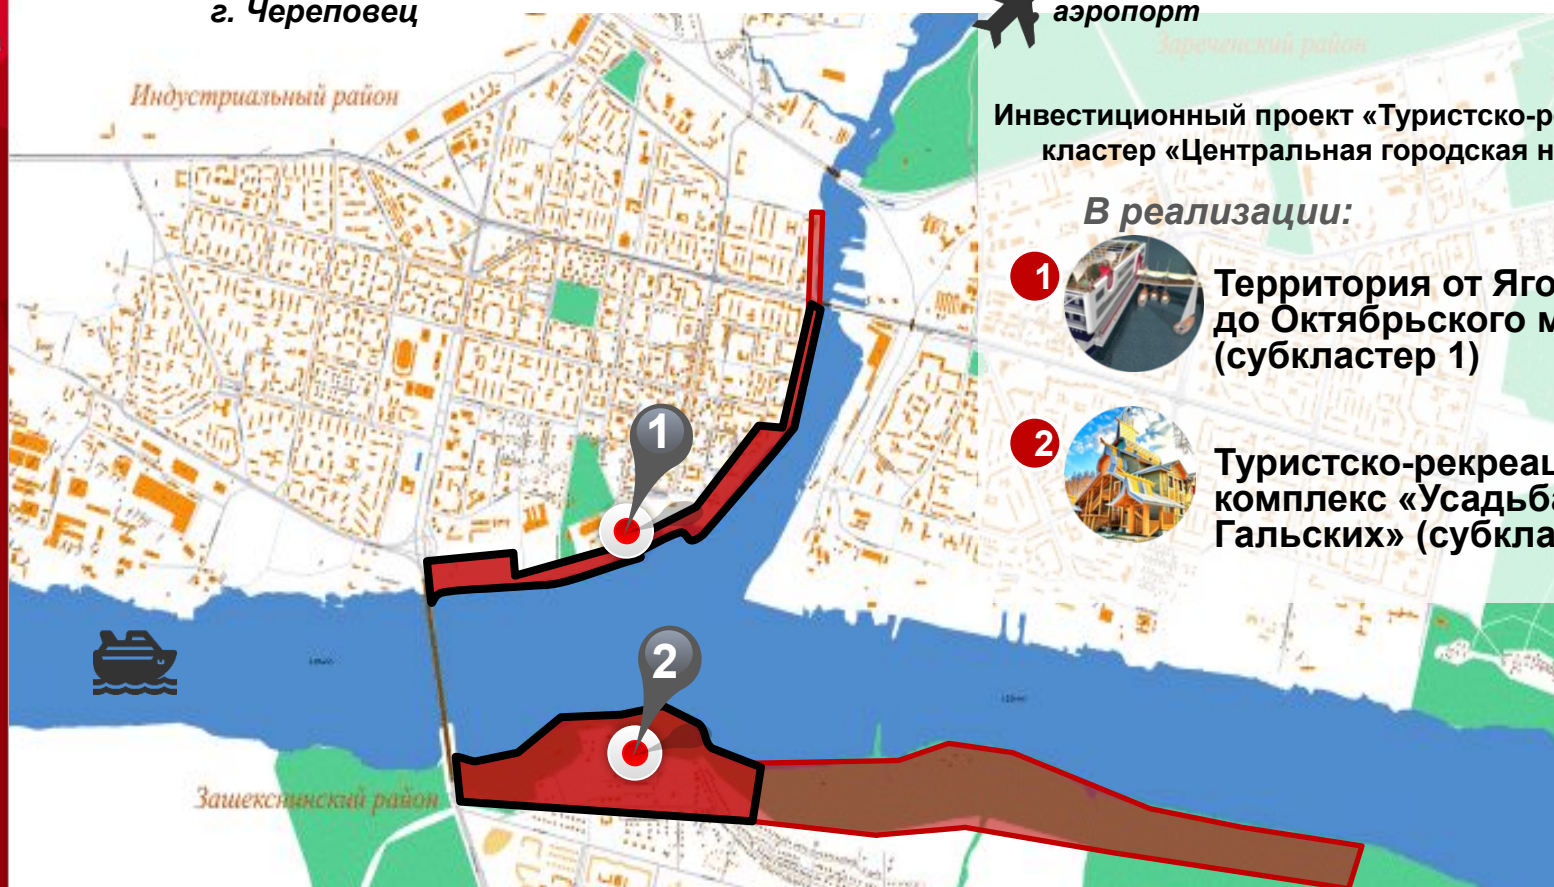 г. Череповец
аэропорт
Зареченский район
Индустриальный район
Инвестиционный проект «Туристско-р
кластер «Центральная городская н
В реализации:
1
Территория от Яго
до Октябрьского м
(субкластер 1)
1
2
Туристско-рекреац
комплекс «Усадьба
Гальских» (субкла
2
Зашекснинский район